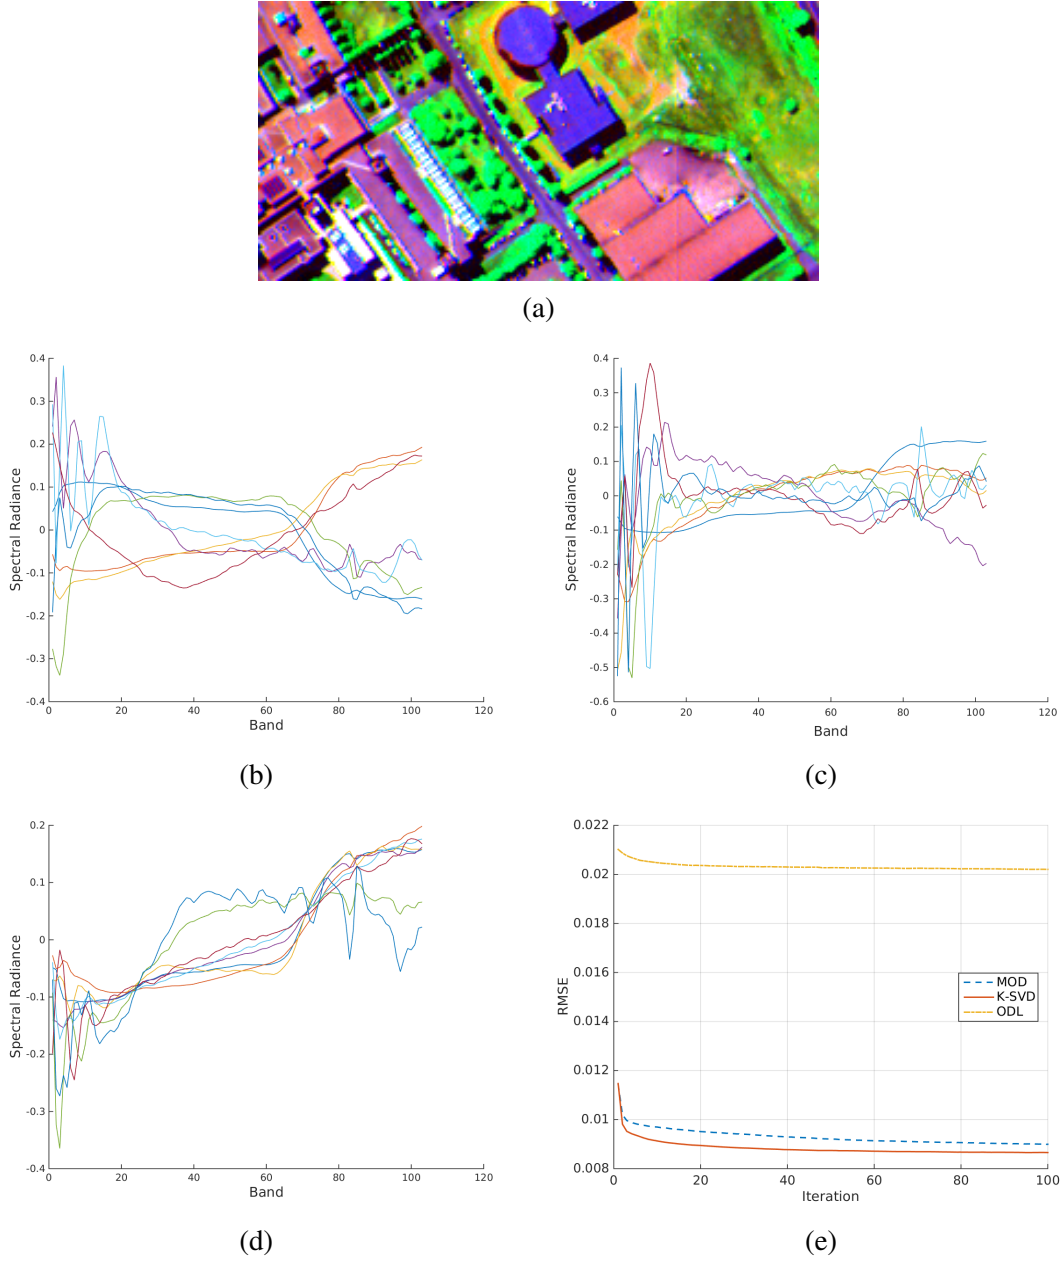 (a)
0.4
0.3
0.2
0.1
0
-0.1
-0.2
-0.3
-0.4
Spectral Radiance
0 20 40 60 80 100 120
Band
(b)
0.4
0.3
0.2
0.1
0
-0.1
-0.2
-0.3
-0.4
-0.5
-0.6
Spectral Radiance
0 20 40 60 80 100 120
Band
(c)
0.2
0.1
0
-0.1
-0.2
-0.3
-0.4
Spectral Radiance
0 20 40 60 80 100 120
Band
(d)
0.022
0.02
0.018
0.016
0.014
0.012
0.01
0.008
RMSE
MOD
K-SVD
ODL
0 20 40 60 80 100
Iteration
(e)